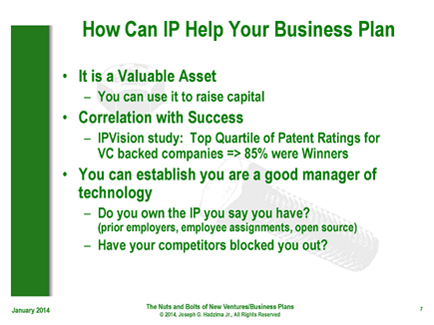 How Can IP Help Your Business Plan
• It is a Valuable Asset
– You can use it to raise capital
• Correlation with Success
– IPVision study: Top Quartile of Patent Ratings for
VC backed companies => 85% were Winners
• You can establish you are a good manager of
technology
– Do you own the IP you say you have?
(prior employers, employee assignments, open source)
– Have your competitors blocked you out?
January 2014
The Nuts and Bolts of New Ventures/Business Plans
© 2014, Joseph G. Hadzima Jr., All Rights Reserved
7